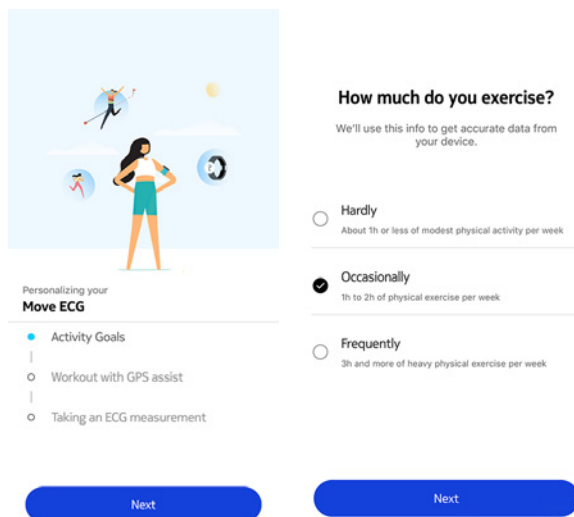 Personalizing your
Move ECG
Activity Goals
Workout with GPS assist
Taking an ECG measurement
Next
How much do you exercise?
We'll use this info to get accurate data from
your device.
Hardly
About 1h or less of modest physical activity per week
Occasionally
1h to 2h of physical exercise per week
Frequently
3h and more of heavy physical exercise per week
Next